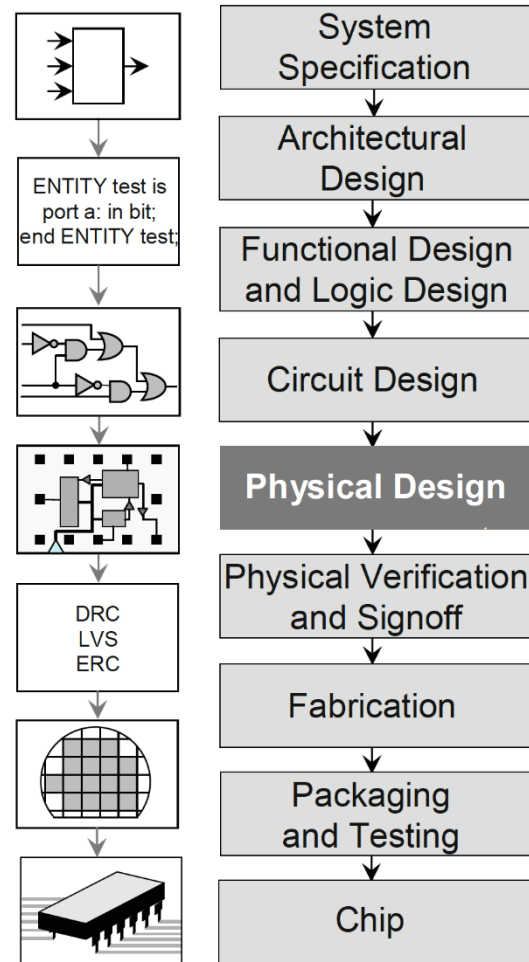 System
Specification
ENTITY test is
port a: in bit;
end ENTITY test;
Architectural
Design
Functional Design
and Logic Design
Circuit Design
Physical Design
DRC
LVS
ERC
Physical Verification
and Signoff
Fabrication
Packaging
and Testing
Chip